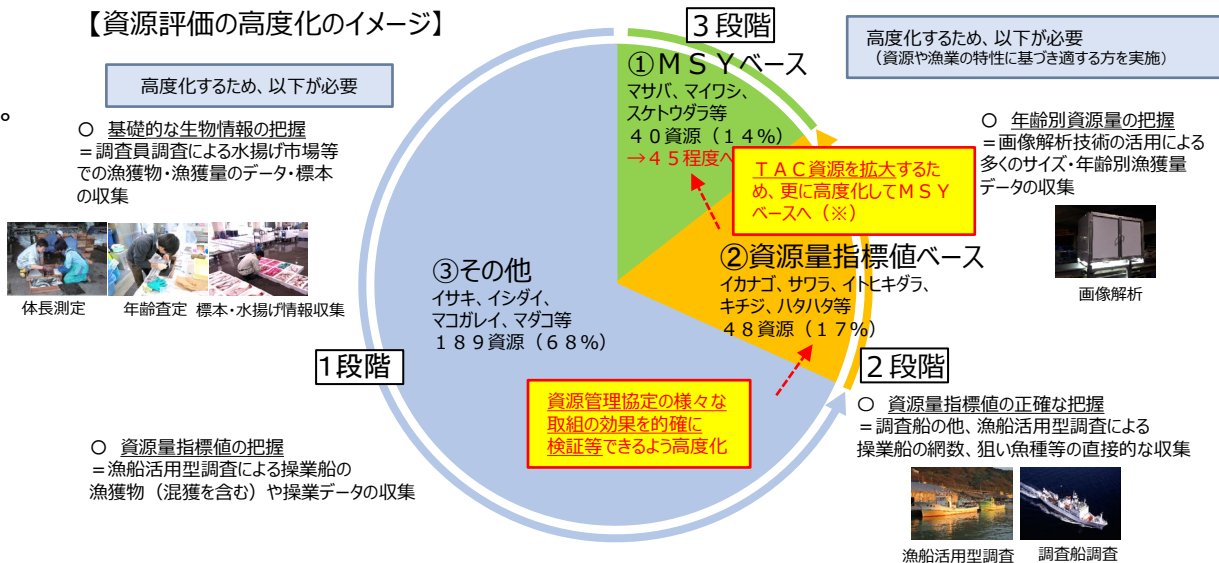 【資源評価の高度化のイメージ】
高度化するため、以下が必要
。
○ 基礎的な生物情報の把握
＝調査員調査による水揚げ市場等
での漁獲物・漁獲量のデータ・標本
の収集
体長測定
年齢査定
標本・水揚げ情報収集
1段階
○ 資源量指標値の把握
＝漁船活用型調査による操業船の
漁獲物（混獲を含む）や操業データの収集
③その他
イサキ、イシダイ、
マコガレイ、マダコ等
１８９資源（６８%）
３段階
①ＭＳＹベース
マサバ、マイワシ、
スケトウダラ等
４０資源（１４%）
→４５程度へ
ＴＡＣ資源を拡大するた
め、更に高度化してＭＳＹ
ベースへ（※）
②資源量指標値ベース
イカナゴ、サワラ、イトヒキダラ、
キチジ、ハタハタ等
４８資源（１７%）
資源管理協定の様々な
取組の効果を的確に
検証等できるよう高度化
高度化するため、以下が必要
（資源や漁業の特性に基づき適する方を実施）
○ 年齢別資源量の把握
＝画像解析技術の活用による
多くのサイズ・年齢別漁獲量
データの収集
画像解析
２段階
○ 資源量指標値の正確な把握
＝調査船の他、漁船活用型調査による
操業船の網数、狙い魚種等の直接的な収集
漁船活用型調査
調査船調査